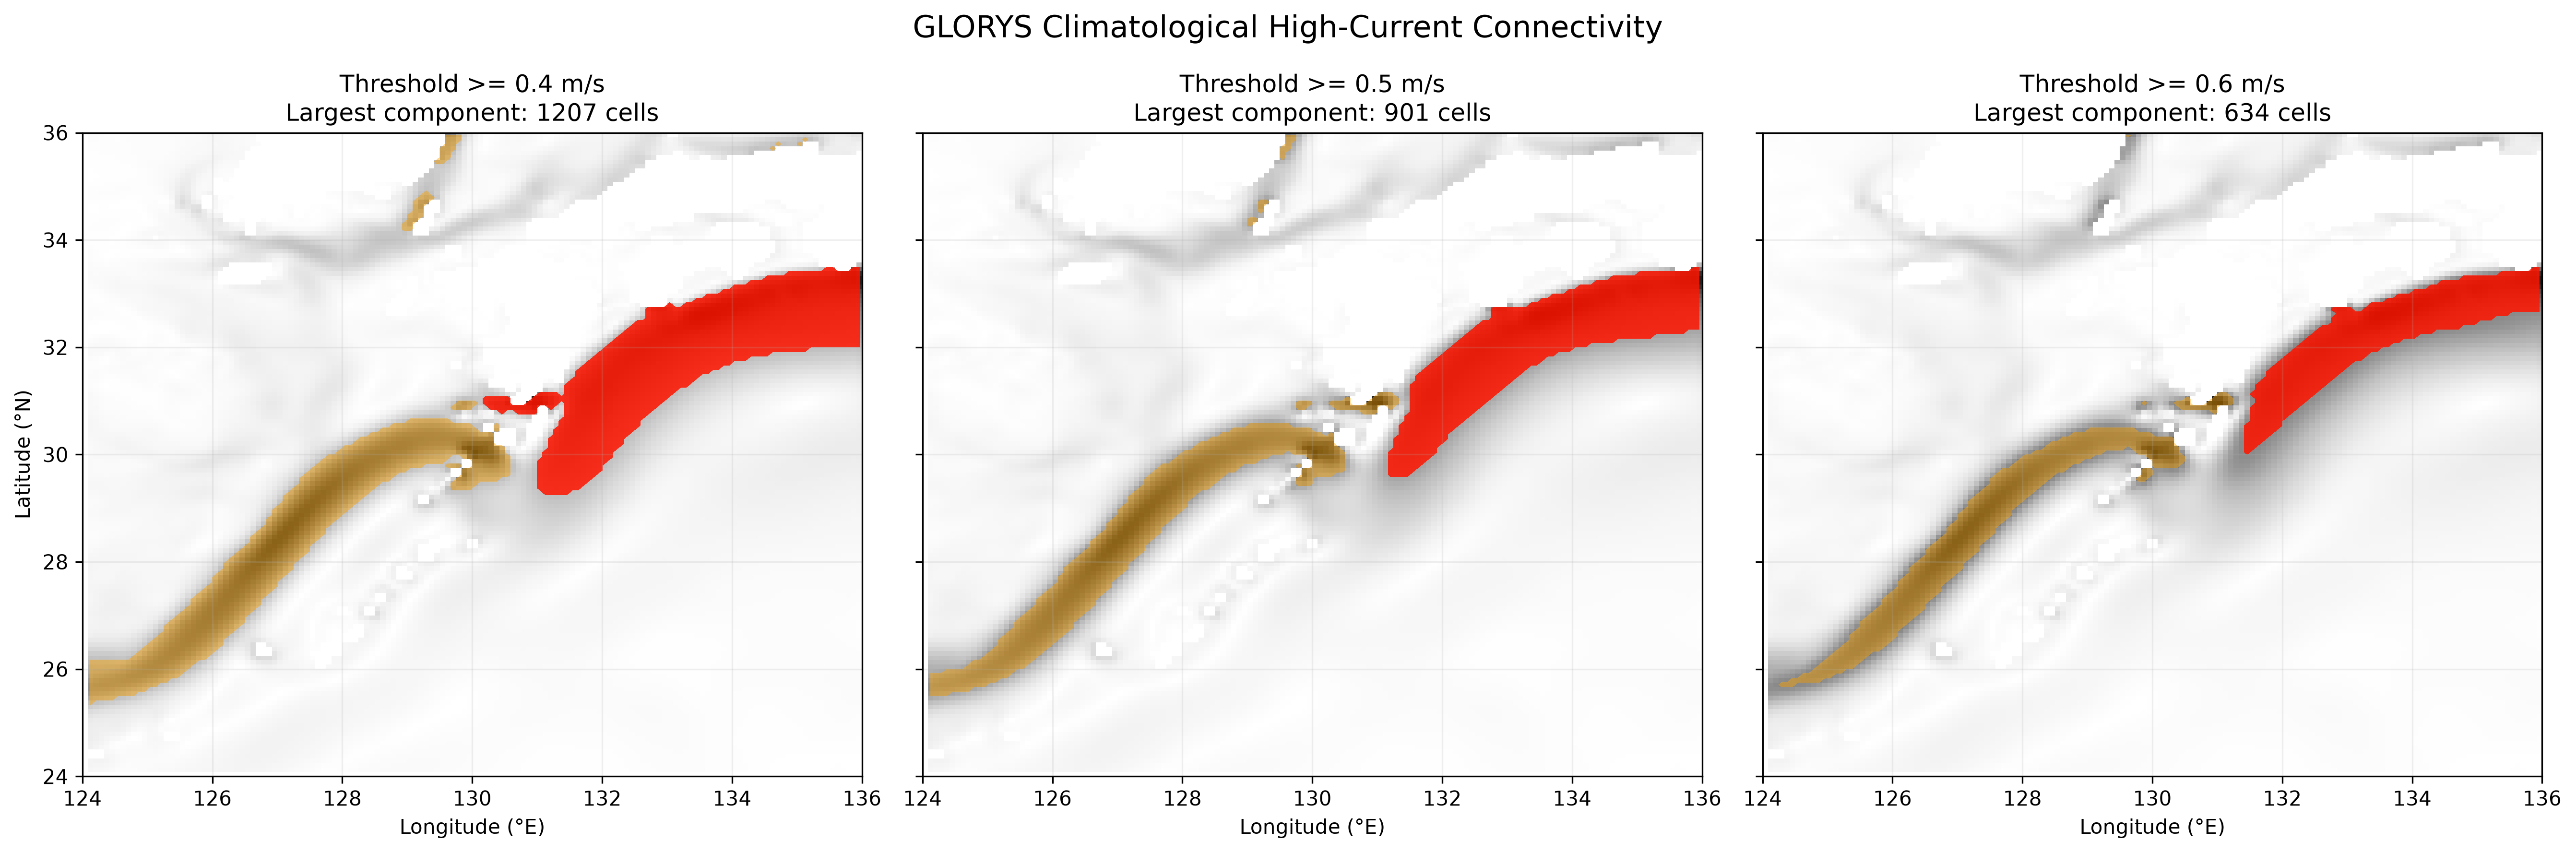 GLORYS Climatological High-Current Connectivity
Threshold >= 0.4 m/s
Largest component: 1207 cells
Threshold >= 0.5 m/s
Largest component: 901 cells
Threshold >= 0.6 m/s
Largest component: 634 cells
36
34
32
30
28
26
24
Latitude (°N)
124 126 128 130 132 134 136
124 126 128 130 132 134 136
124 126 128 130 132 134 136
Longitude (°E)
Longitude (°E)
Longitude (°E)